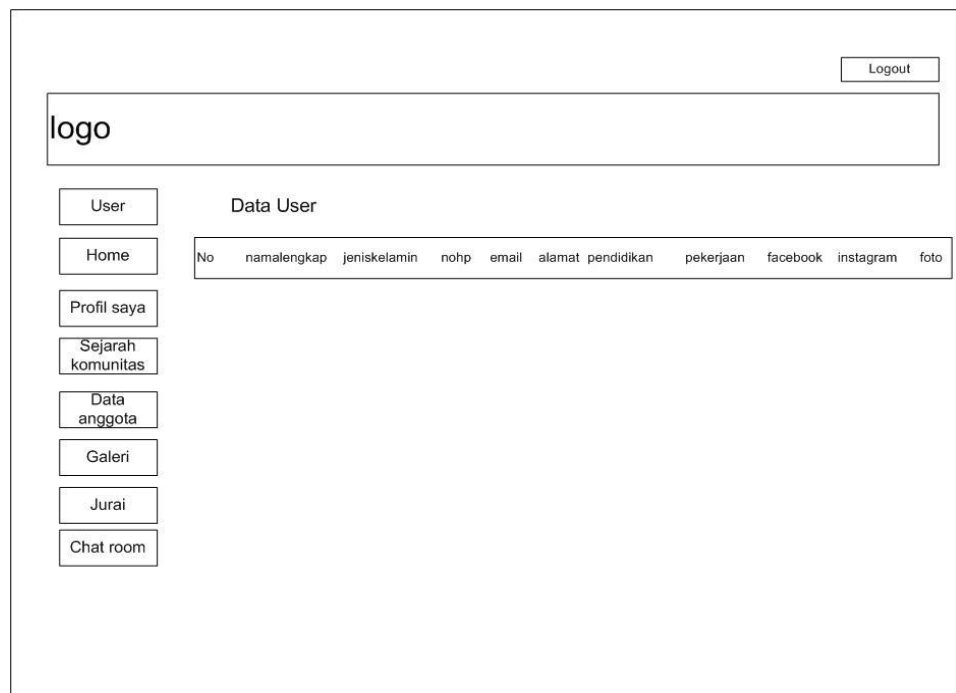 Logout
logo
User
Data User
Home
No namalengkap jeniskelamin nohp email alamat pendidikan pekerjaan facebook instagram foto
Profil saya
Sejarah
komunitas
Data
anggota
Galeri
Jurai
Chat room